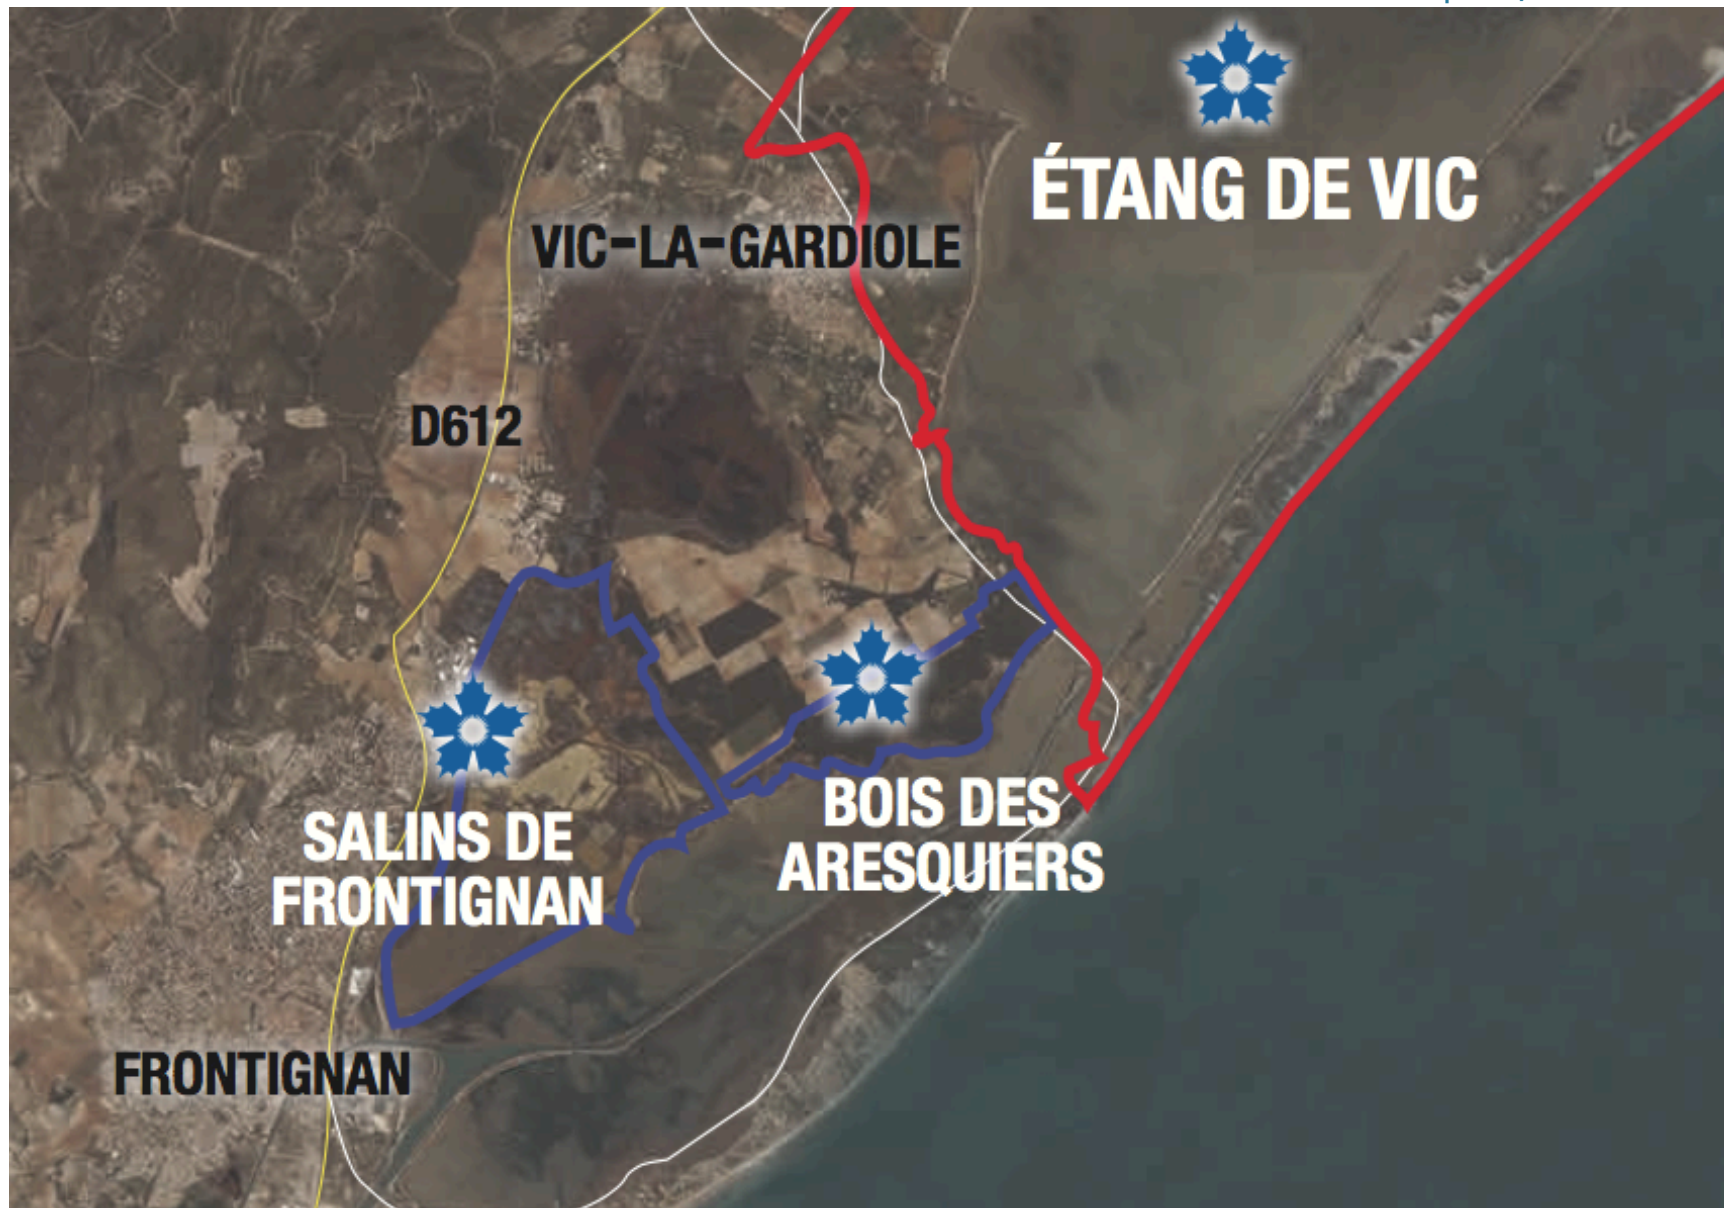 ÉTANG DE VIC
VIC-LA-GARDIOLE
D612
BOIS DES
ARESQUIERS
SALINS DE
FRONTIGNAN
FRONTIGNAN